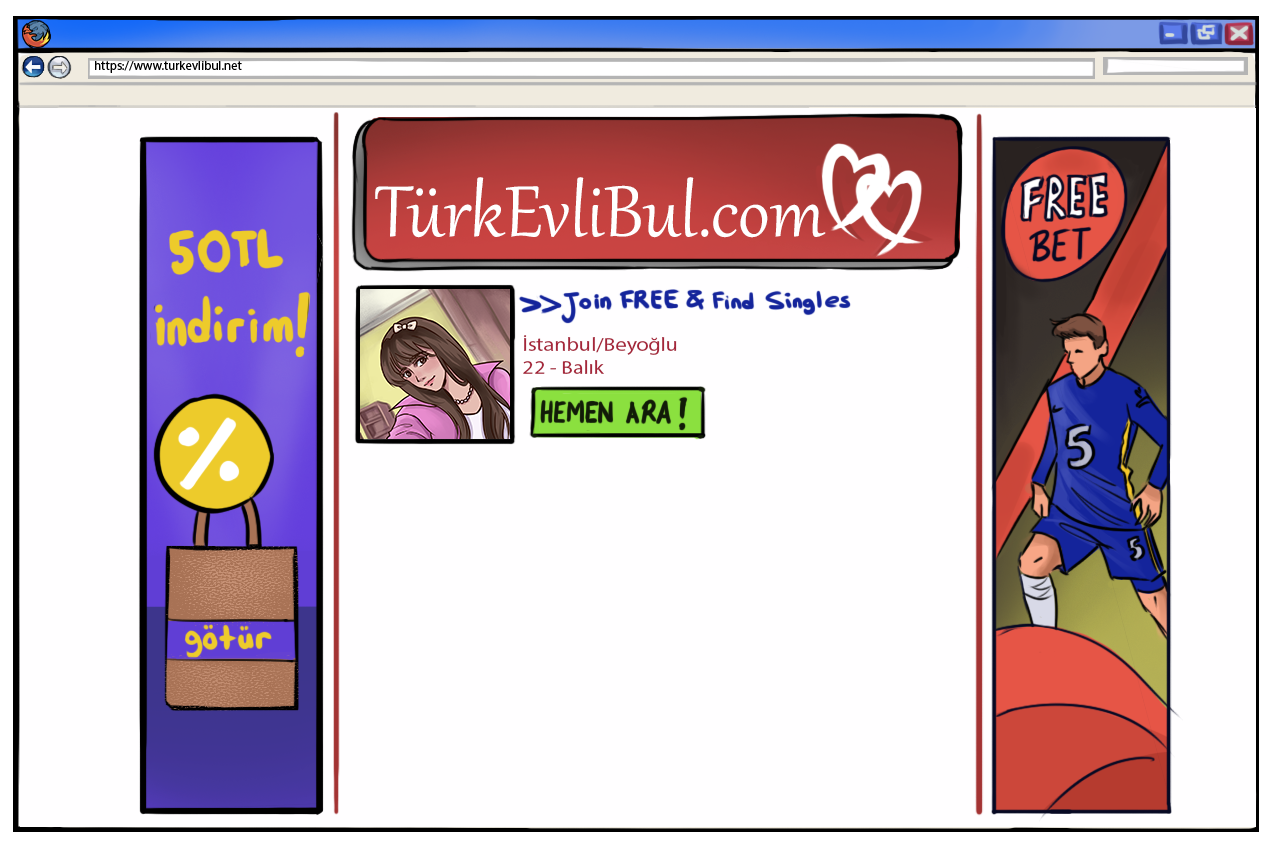 https://www.turkevlibul.net
TürkEvliBul.com
50TL
indirim!
%
götür
>>Join FREE & Find Singles
İstanbul/Beyoğlu
22 - Balık
HEMEN ARA!
FREE
BET
5
5